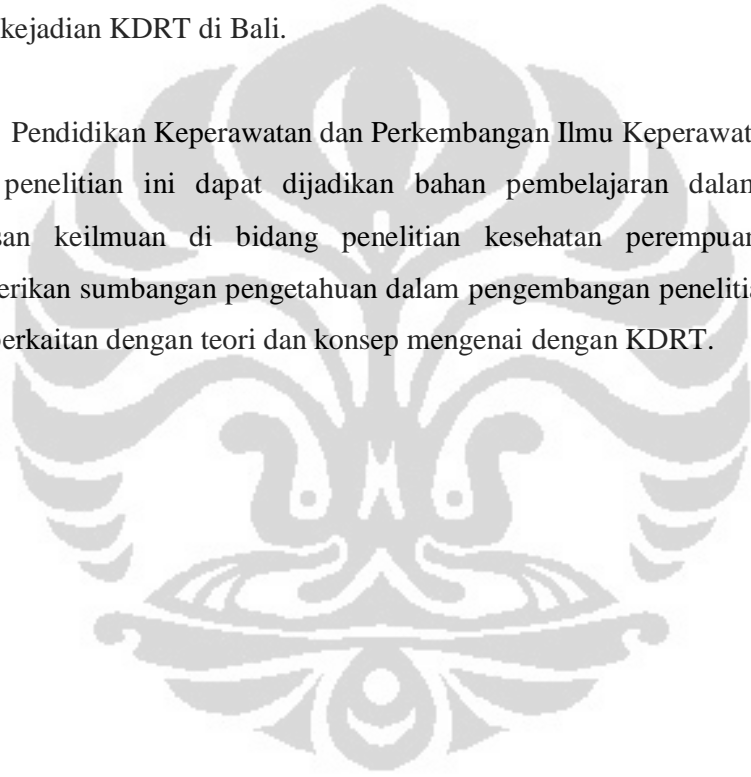 kejadian KDRT di Bali.
Pendidikan Keperawatan dan Perkembangan Ilmu Keperawat
penelitian ini dapat dijadikan bahan pembelajaran dalam
san keilmuan di bidang penelitian kesehatan perempuan
erikan sumbangan pengetahuan dalam pengembangan peneliti
berkaitan dengan teori dan konsep mengenai dengan KDRT.